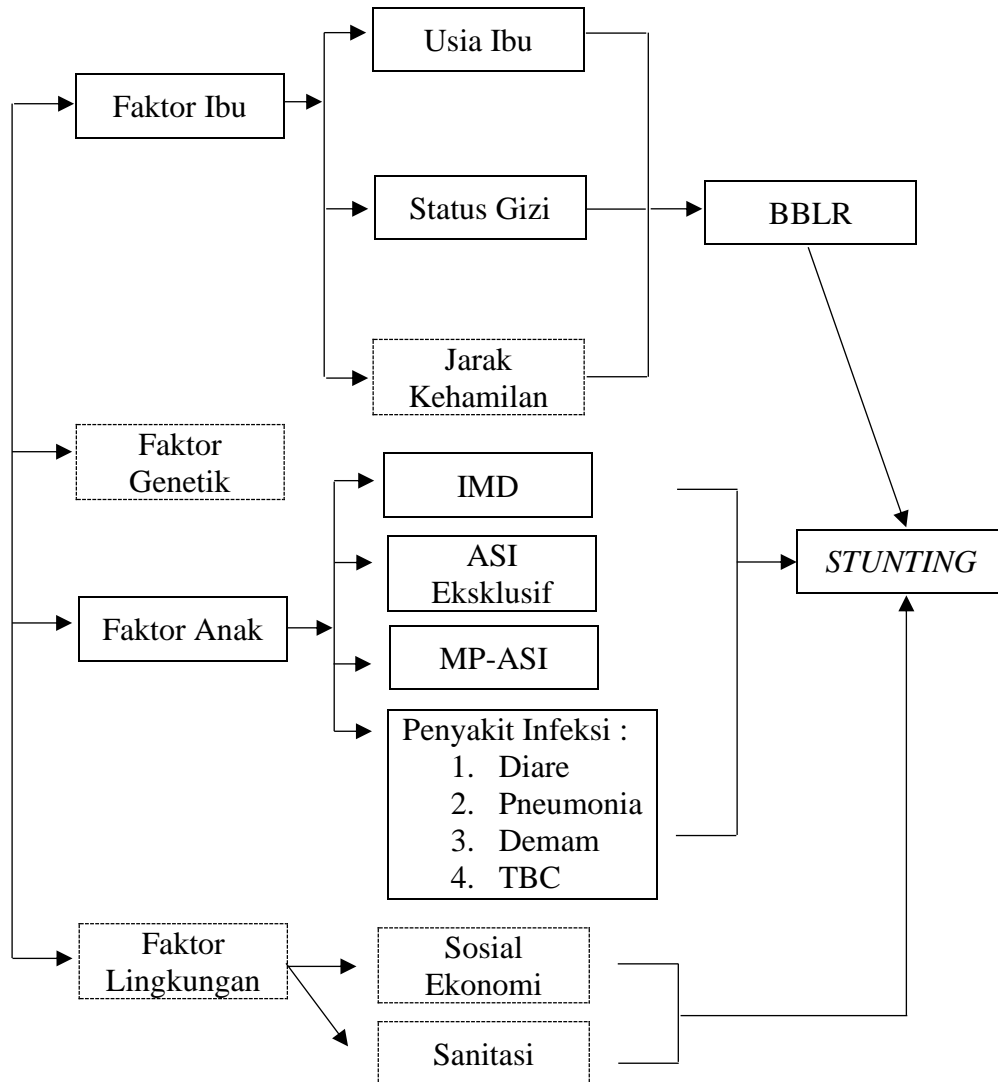 Usia Ibu
Faktor Ibu
Status Gizi
BBLR
Jarak
Kehamilan
Faktor
Genetik
IMD
ASI
Eksklusif
STUNTING
Faktor Anak
MP-ASI
Penyakit Infeksi :
1. Diare
2. Pneumonia
3. Demam
4. TBC
Faktor
Lingkungan
Sosial
Ekonomi
Sanitasi